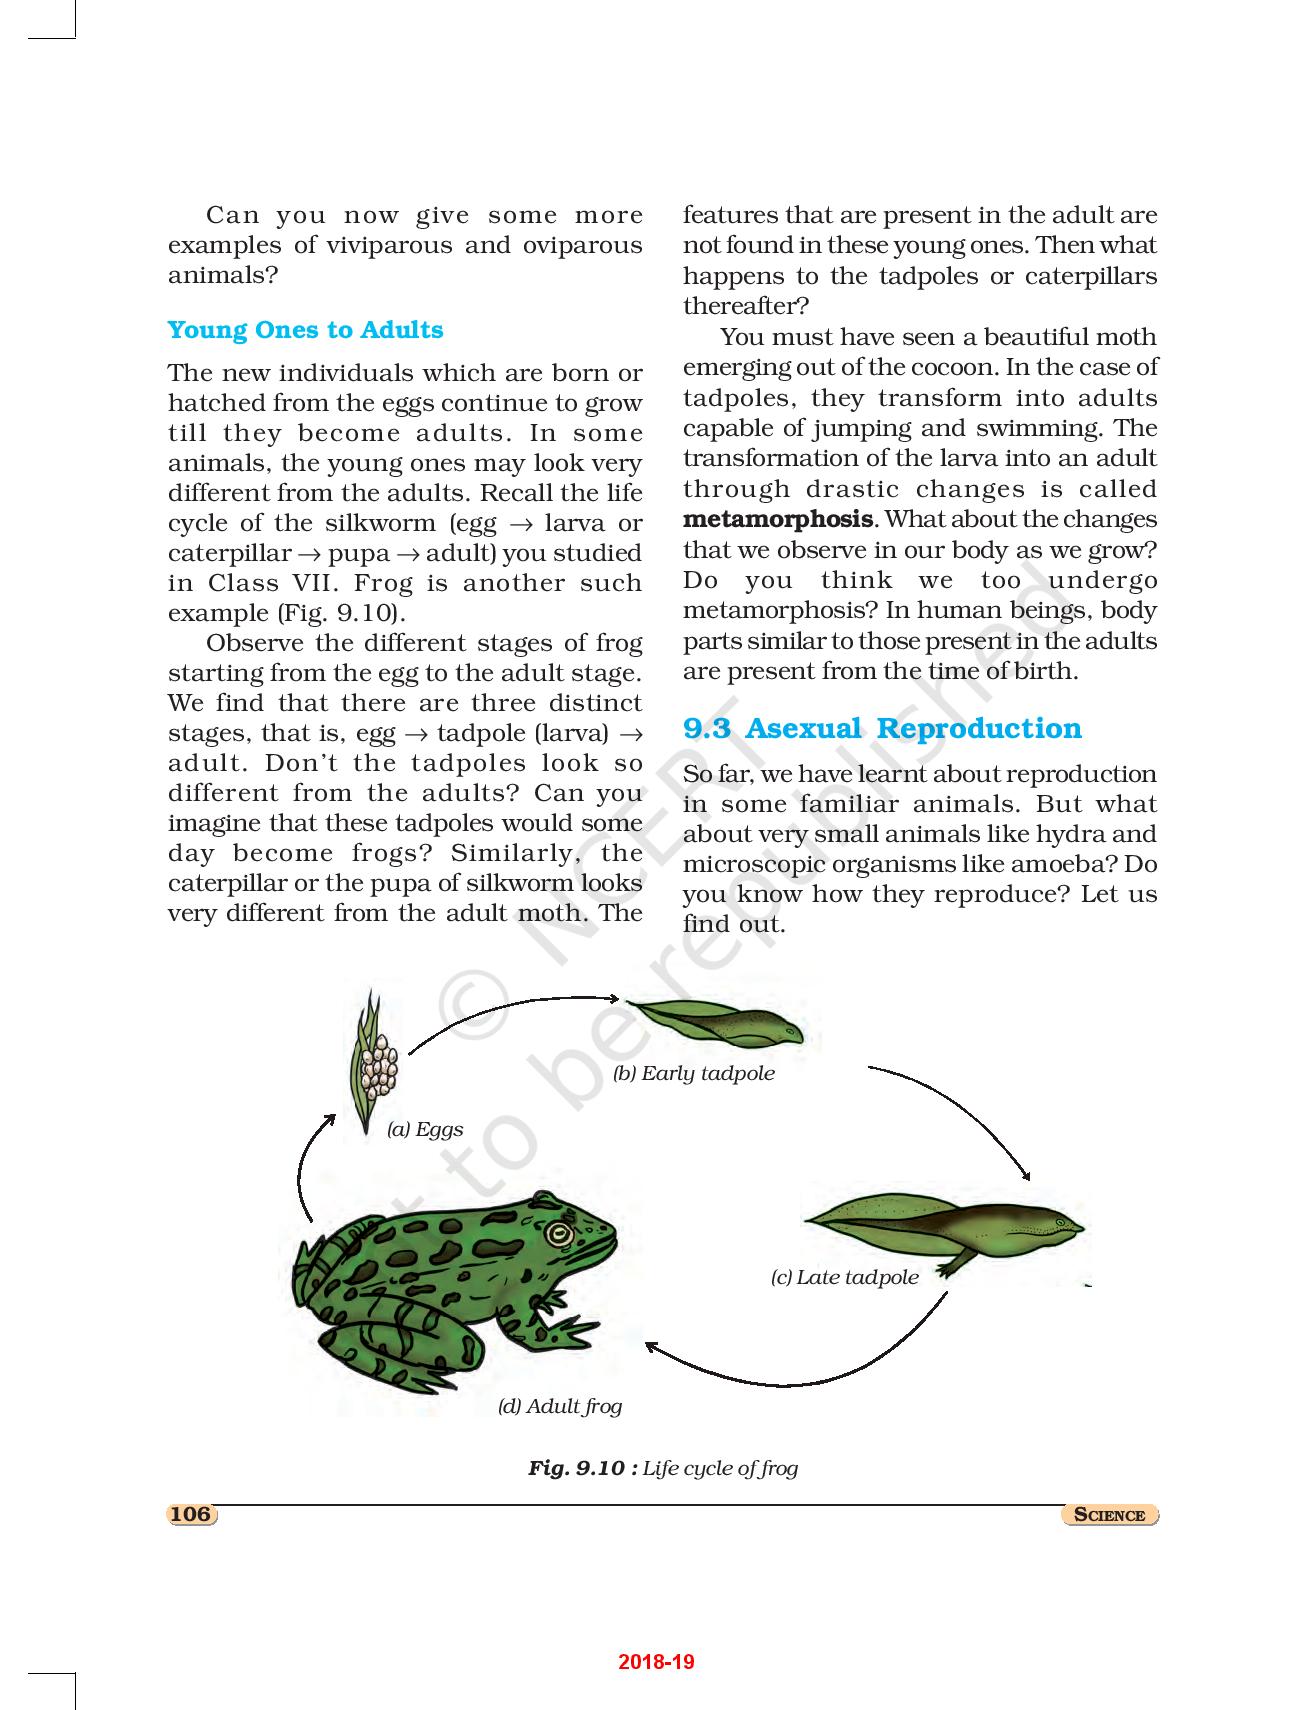 Can you now give some more
examples of viviparous and oviparous
animals?
Young Ones to Adults
The new individuals which are born or
hatched from the eggs continue to grow
till they become adults. In some
animals, the young ones may look very
different from the adults. Recall the life
cycle of the silkworm (egg → larva or
caterpillar → pupa → adult) you studied
in Class VII. Frog is another such
example (Fig. 9.10).
Observe the different stages of frog
starting from the egg to the adult stage.
We find that there are three distinct
stages, that is, egg → tadpole (larva) →
adult. Don’t the tadpoles look so
different from the adults? Can you
imagine that these tadpoles would some
day become frogs? Similarly, the
caterpillar or the pupa of silkworm looks
very different from the adult moth. The
features that are present in the adult are
not found in these young ones. Then what
happens to the tadpoles or caterpillars
thereafter?
You must have seen a beautiful moth
emerging out of the cocoon. In the case of
tadpoles, they transform into adults
capable of jumping and swimming. The
transformation of the larva into an adult
through drastic changes is called
metamorphosis. What about the changes
that we observe in our body as we grow?
Do you think we too undergo
metamorphosis? In human beings, body
parts similar to those present in the adults
are present from the time of birth.
9.3 Asexual Reproduction
So far, we have learnt about reproduction
in some familiar animals. But what
about very small animals like hydra and
microscopic organisms like amoeba? Do
you know how they reproduce? Let us
find out.
(a) Eggs
(b) Early tadpole
(c) Late tadpole
(d) Adult frog
Fig. 9.10 : Life cycle of frog
106
SCIENCE
2018-19
© NCERT
to be republished